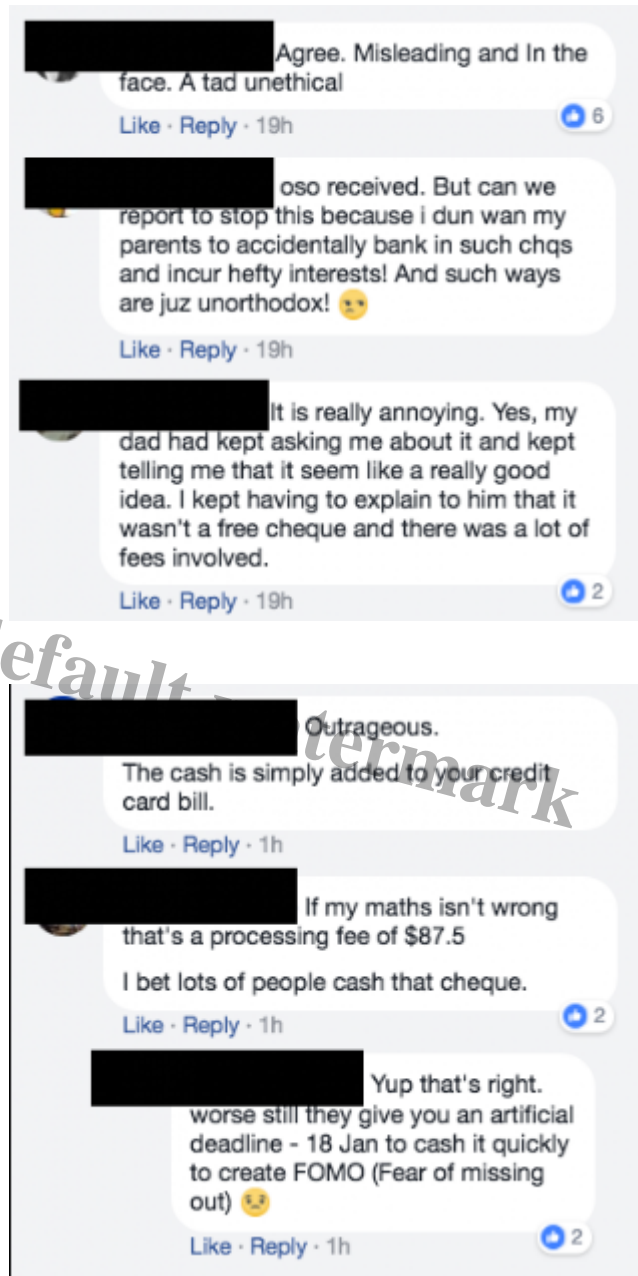 Agree. Misleading and In the
face. A tad unethical
6
Like · Reply · 19h
oso received. But can we
report to stop this because i dun wan my
parents to accidentally bank in such chqs
and incur hefty interests! And such ways
are juz unorthodox! 😒
Like · Reply · 19h
It is really annoying. Yes, my
dad had kept asking me about it and kept
telling me that it seem like a really good
idea. I kept having to explain to him that it
wasn't a free cheque and there was a lot of
fees involved.
2
Like · Reply · 19h
Outrageous.
The cash is simply added to your credit
card bill.
Like · Reply · 1h
If my maths isn't wrong
that's a processing fee of $87.5
I bet lots of people cash that cheque.
2
Like · Reply · 1h
Yup that's right.
worse still they give you an artificial
deadline - 18 Jan to cash it quickly
to create FOMO (Fear of missing
out) 😟
2
Like · Reply · 1h